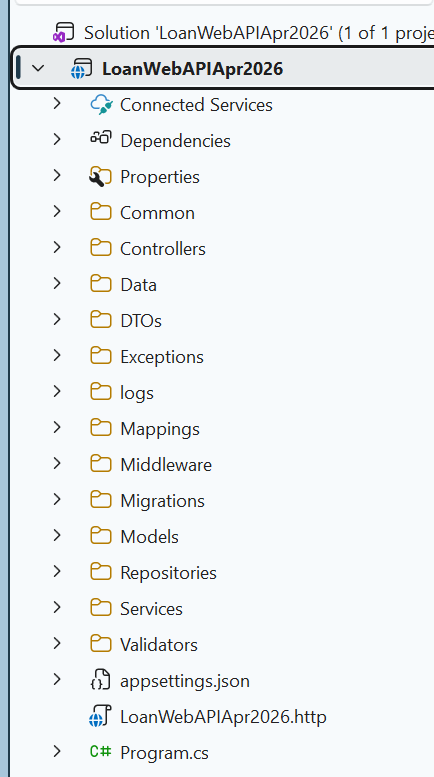 Solution 'LoanWebAPIApr2026' (1 of 1 proje
LoanWebAPIApr2026
Connected Services
Dependencies
Properties
Common
Controllers
Data
DTOs
Exceptions
logs
Mappings
Middleware
Migrations
Models
Repositories
Services
Validators
appsettings.json
LoanWebAPIApr2026.http
C# Program.cs